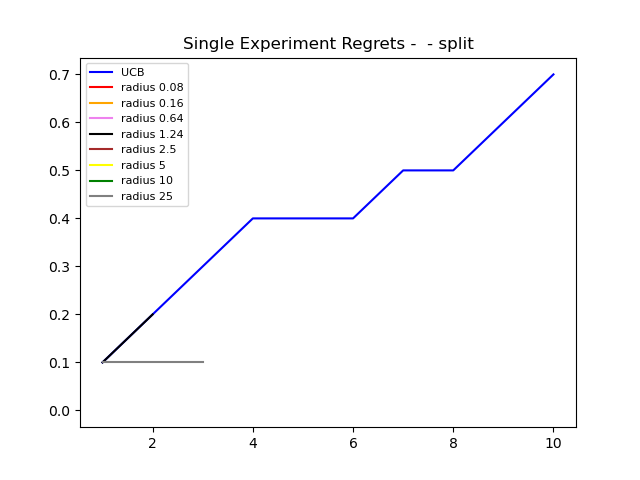 Single Experiment Regrets -  - split
0.7
0.6
0.5
0.4
0.3
0.2
0.1
0.0
UCB
radius 0.08
radius 0.16
radius 0.64
radius 1.24
radius 2.5
radius 5
radius 10
radius 25
2
4
6
8
10